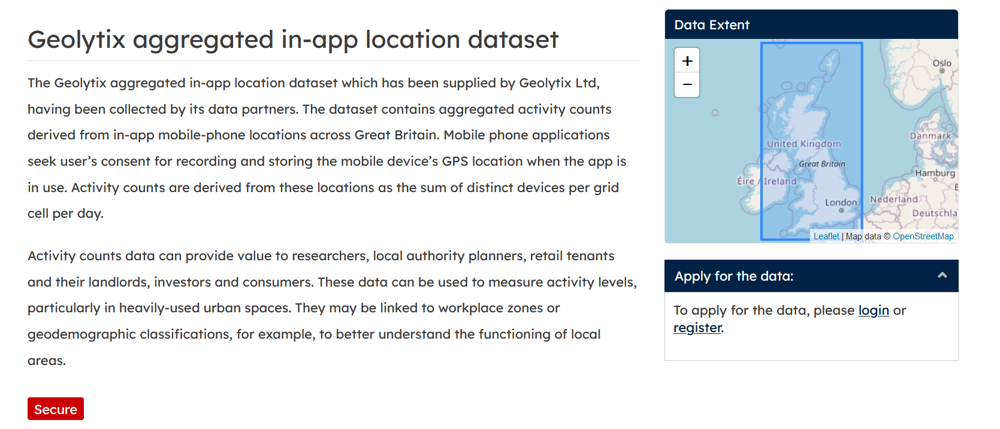 Geolytix aggregated in-app location dataset
The Geolytix aggregated in-app location dataset which has been supplied by Geolytix Ltd,
having been collected by its data partners. The dataset contains aggregated activity counts
derived from in-app mobile-phone locations across Great Britain. Mobile phone applications
seek user’s consent for recording and storing the mobile device’s GPS location when the app is
in use. Activity counts are derived from these locations as the sum of distinct devices per grid
cell per day.
Activity counts data can provide value to researchers, local authority planners, retail tenants
and their landlords, investors and consumers. These data can be used to measure activity levels,
particularly in heavily-used urban spaces. They may be linked to workplace zones or
geodemographic classifications, for example, to better understand the functioning of local
areas.
Secure
Data Extent
+
−
Oslo
Danmark
United Kingdom
Great Britain
Hamburg
Éire / Ireland
London
Nederland
Deutschla
Leaflet | Map data © OpenStreetMap
Apply for the data:
To apply for the data, please login or
register.